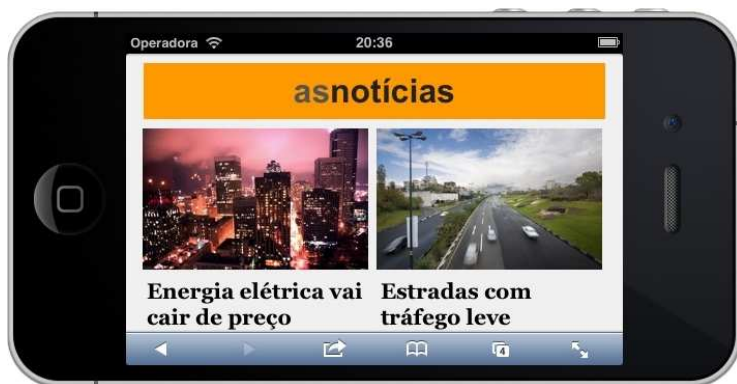 Operadora 20:36
asnotícias
Energia elétrica vai
cair de preço
Estradas com
tráfego leve
4